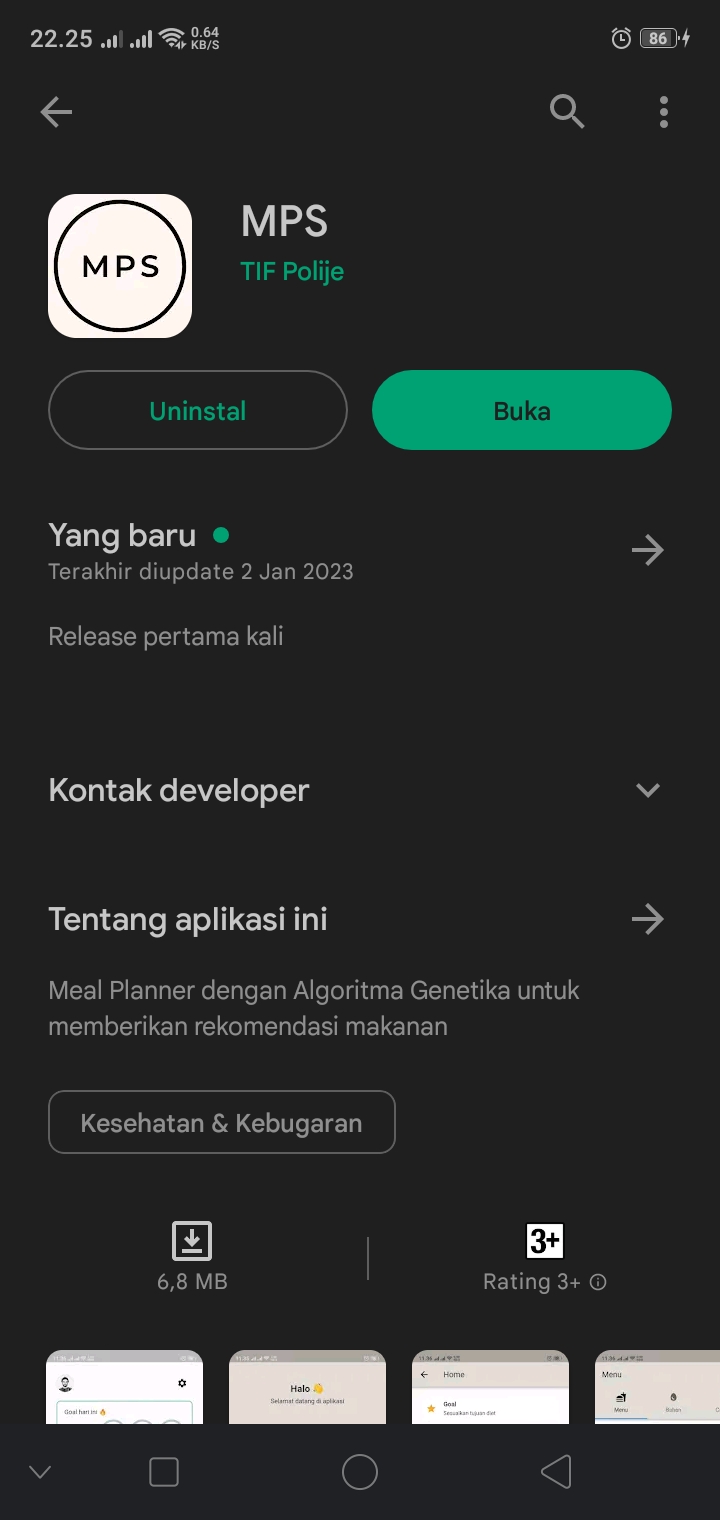 22.25
0.64
KB/S
86
MPS
MPS
TIF Polije
Uninstal
Buka
Yang baru
Terakhir diupdate 2 Jan 2023
Release pertama kali
Kontak developer
Tentang aplikasi ini
Meal Planner dengan Algoritma Genetika untuk
memberikan rekomendasi makanan
Kesehatan & Kebugaran
3+
6,8 MB
Rating 3+
Goal hari ini
Halo
Selamat datang di aplikasi
Home
Goal
Sesuaikan tujuan diet
Menu
Menu
Bahan